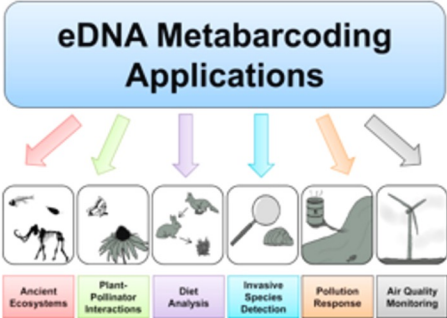 eDNA Metabarcoding
Applications
Ancient
Ecosystems
Plant-
Pollinator
Interactions
Diet
Analysis
Invasive
Species
Detection
Pollution
Response
Air Quality
Monitoring